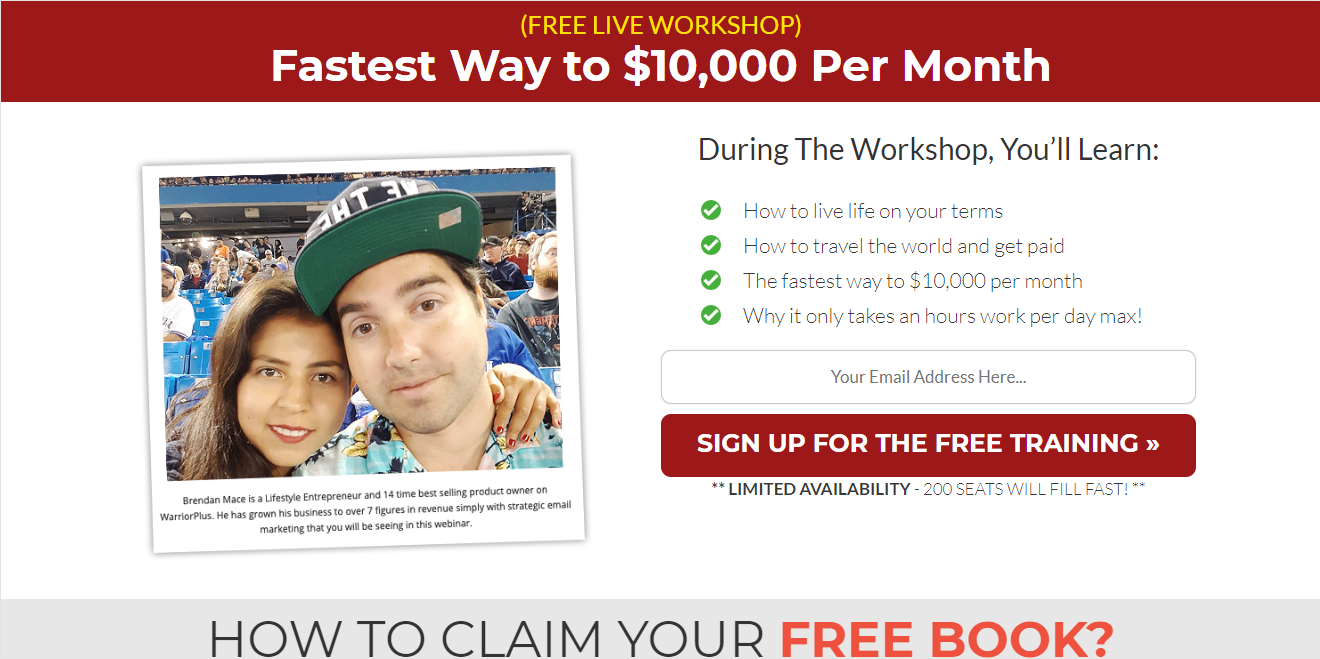 (FREE LIVE WORKSHOP)
Fastest Way to $10,000 Per Month
During The Workshop, You’ll Learn:
How to live life on your terms
How to travel the world and get paid
The fastest way to $10,000 per month
Why it only takes an hours work per day max!
Your Email Address Here...
SIGN UP FOR THE FREE TRAINING »
** LIMITED AVAILABILITY - 200 SEATS WILL FILL FAST! **
WE THE
Brendan Mace is a Lifestyle Entrepreneur and 14 time best selling product owner on
WarriorPlus. He has grown his business to over 7 figures in revenue simply with strategic email
marketing that you will be seeing in this webinar.
HOW TO CLAIM YOUR FREE BOOK?